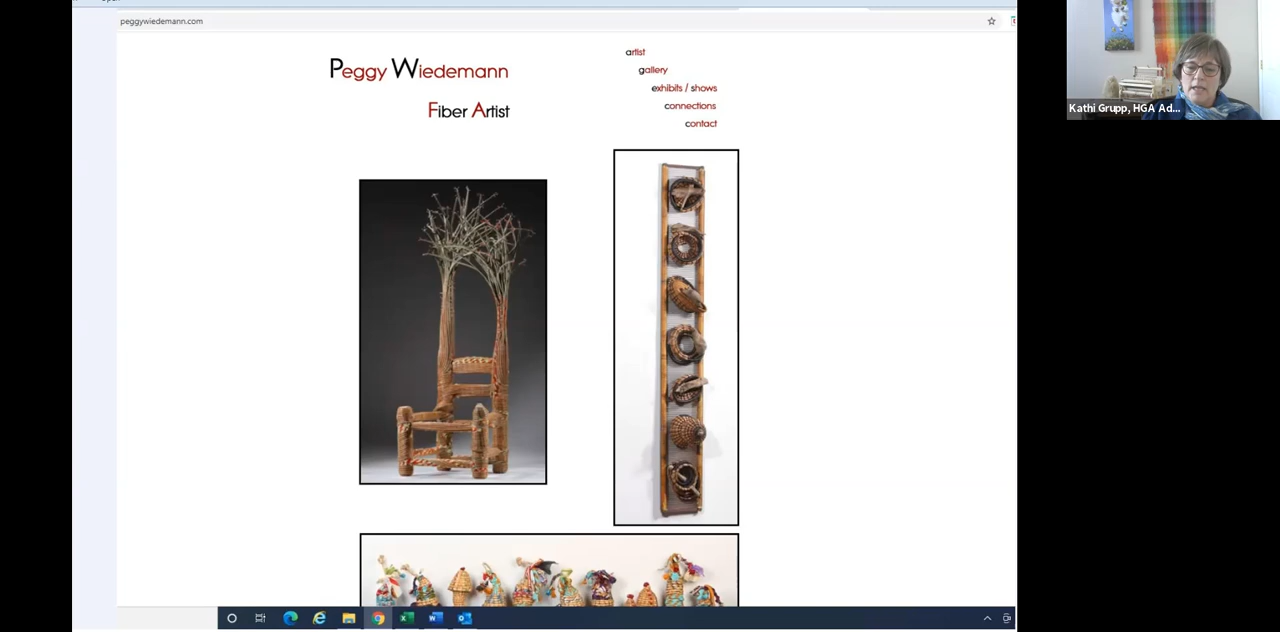 peggywiedemann.com
Peggy Wiedemann
Fiber Artist
artist
gallery
exhibits / shows
connections
contact
Kathi Grupp, HGA Ad...